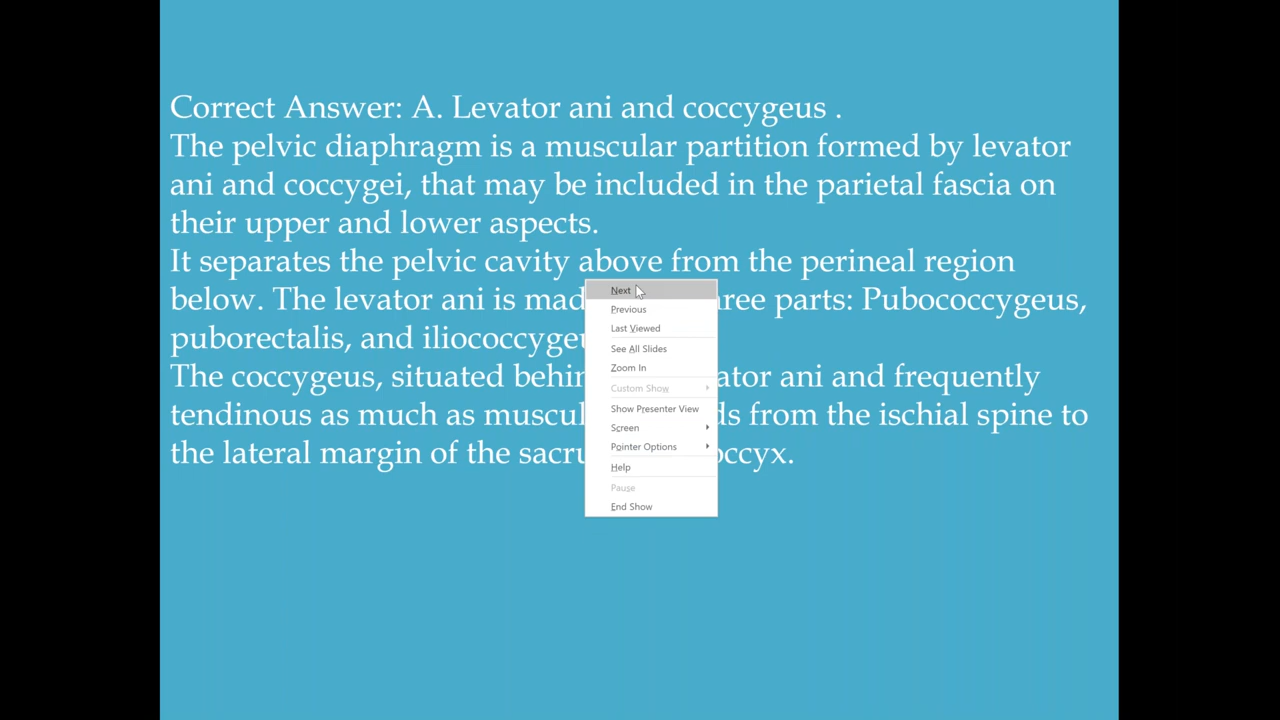 Correct Answer: A. Levator ani and coccygeus .
The pelvic diaphragm is a muscular partition formed by levator
ani and coccygei, that may be included in the parietal fascia on
their upper and lower aspects.
It separates the pelvic cavity above from the perineal region
below. The levator ani is mad ree parts: Pubococcygeus,
puborectalis, and iliococcyge
The coccygeus, situated behin ator ani and frequently
tendinous as much as muscul ds from the ischial spine to
the lateral margin of the sacru occyx.
Next
Previous
Last Viewed
See All Slides
Zoom In
Custom Show
Show Presenter View
Screen
Pointer Options
Help
Pause
End Show